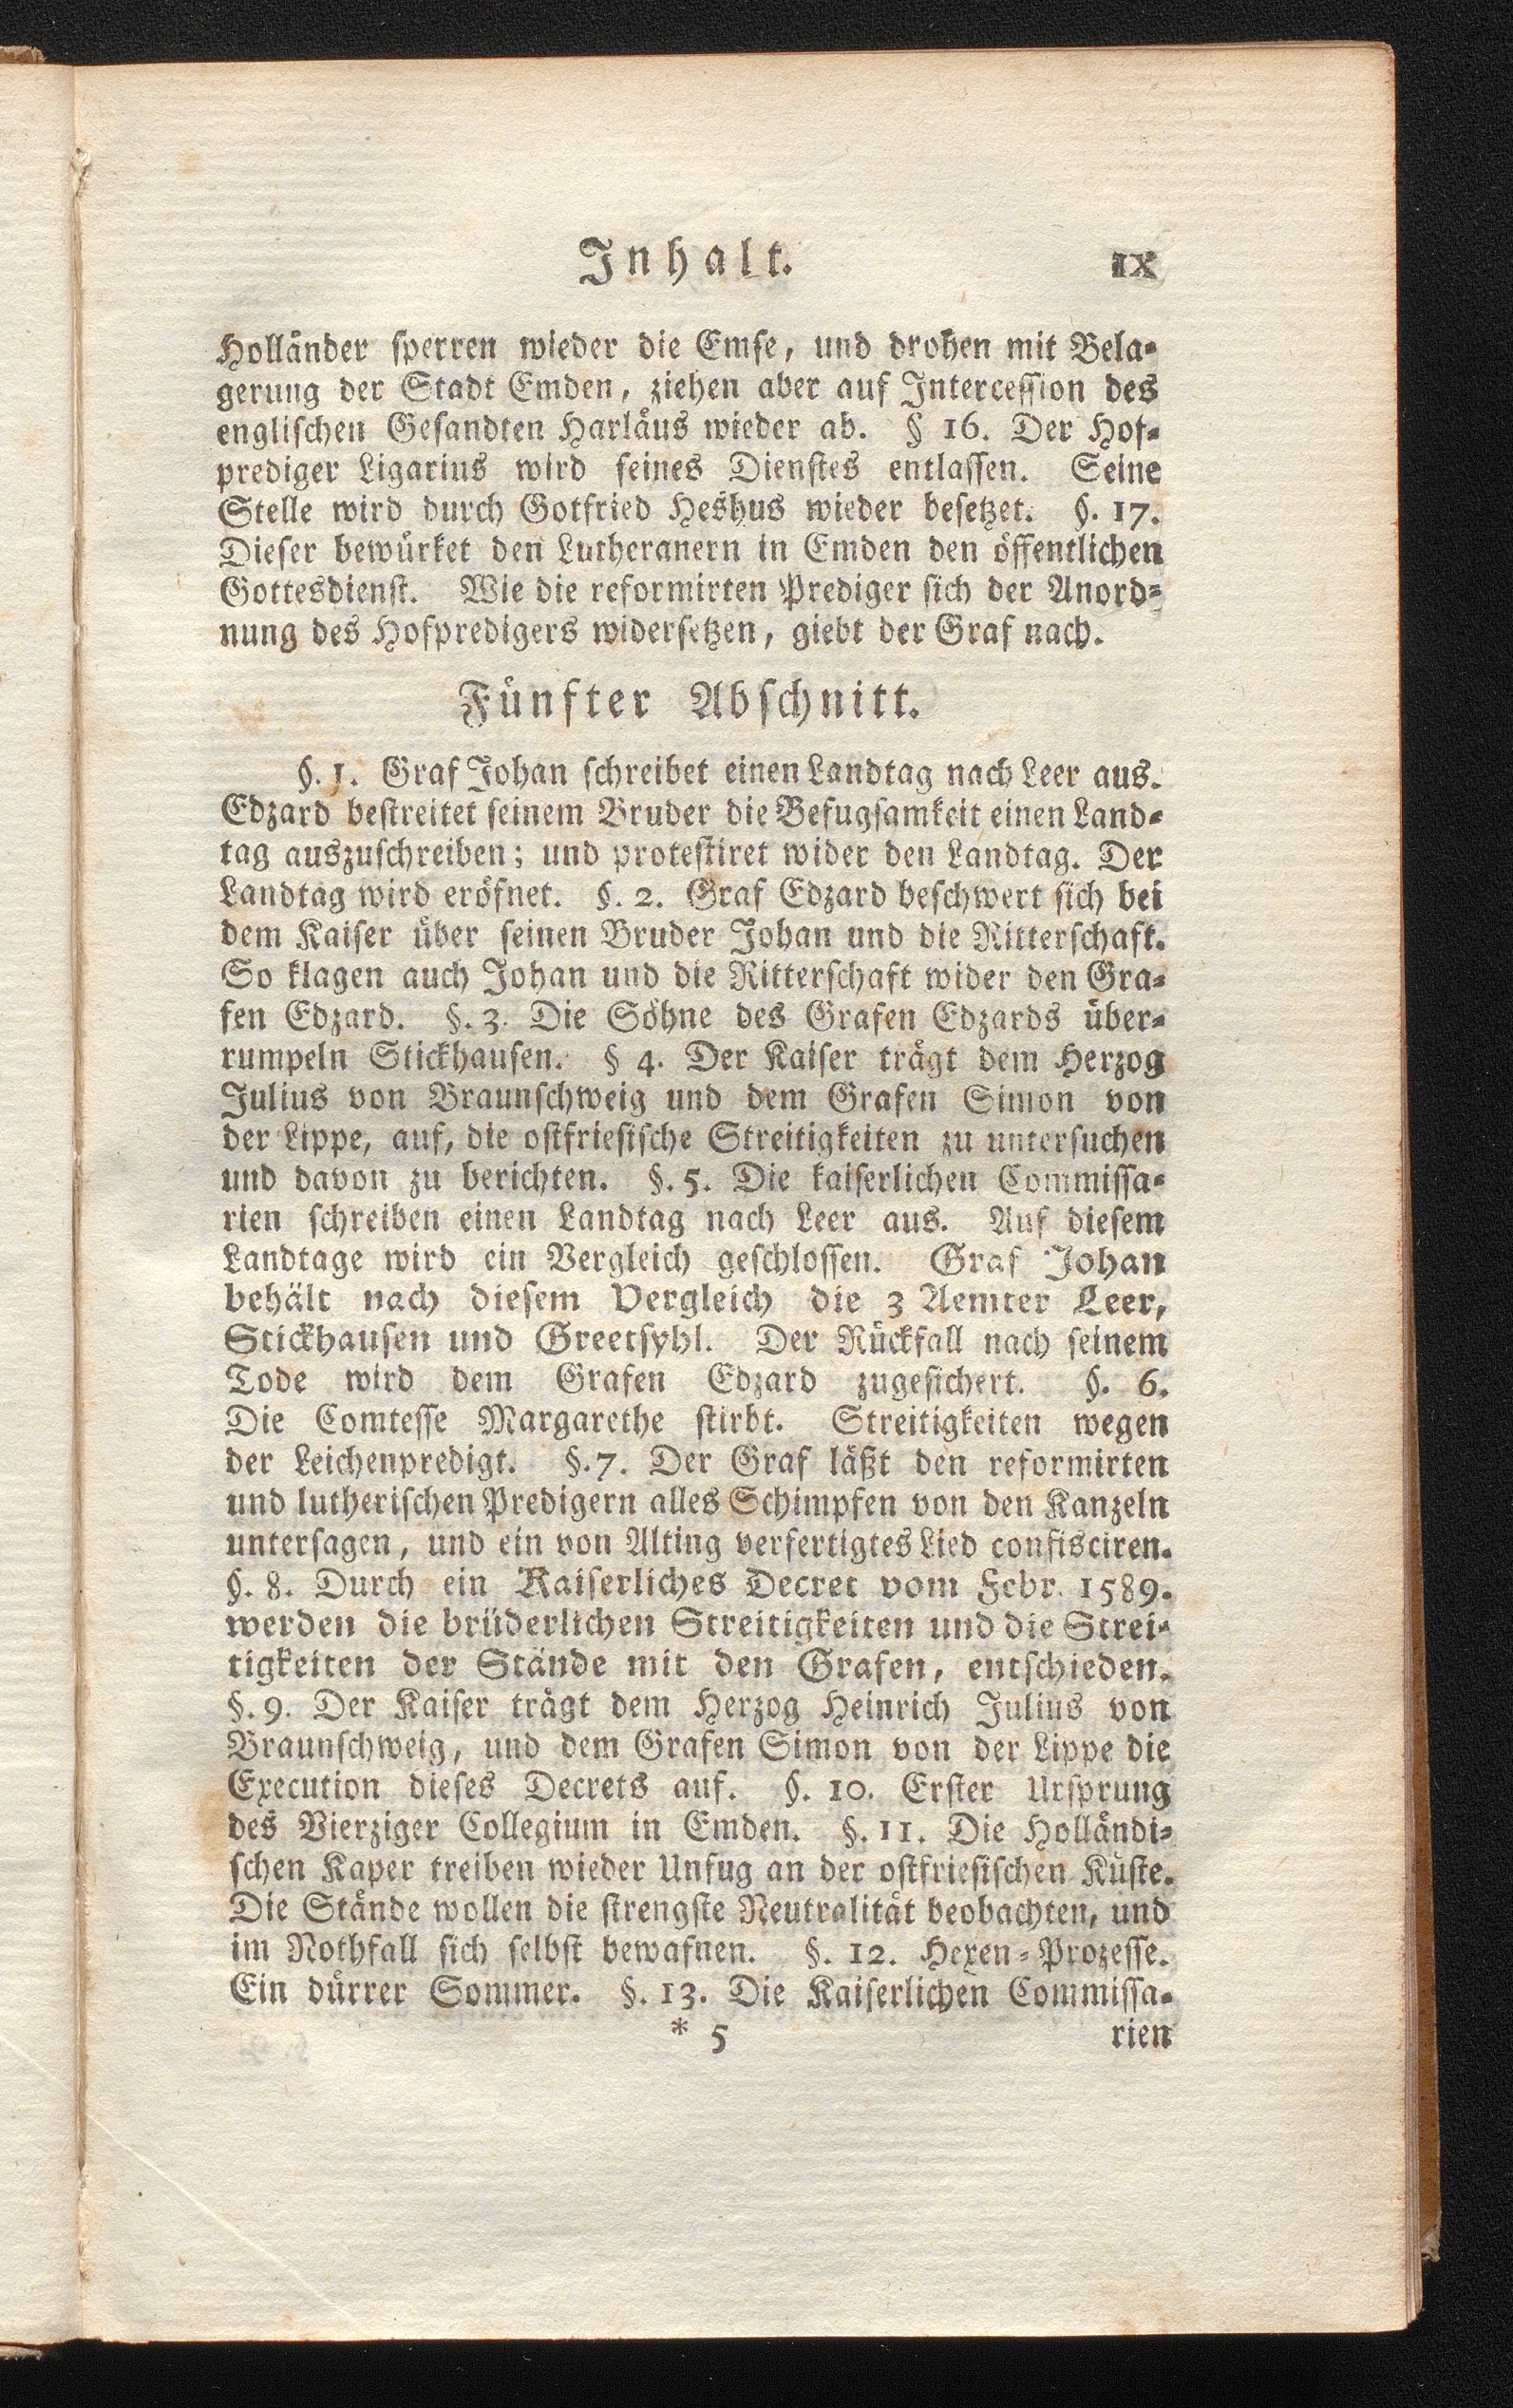 Inhalt. IX
Holländer sperren wieder die Emse, und drohen mit Bela-
gerung der Stadt Emden, ziehen aber auf Intercession des
englischen Gesandten Harläus wieder ab. § 16. Der Hof-
prediger Ligarius wird seines Dienstes entlassen. Seine
Stelle wird durch Gotfried Heshus wieder besetzet. §. 17.
Dieser bewürket den Lutheranern in Emden den öffentlichen
Gottesdienst. Wie die reformirten Prediger sich der Anord-
nung des Hofpredigers widersetzen, giebt der Graf nach.
Fünfter Abschnitt.
§. 1. Graf Johan schreibet einen Landtag nach Leer aus.
Edzard bestreitet seinem Bruder die Befugsamkeit einen Land-
tag auszuschreiben; und protestiret wider den Landtag. Der
Landtag wird eröfnet. §. 2. Graf Edzard beschwert sich bei
dem Kaiser über seinen Bruder Johan und die Ritterschaft.
So klagen auch Johan und die Ritterschaft wider den Gra-
fen Edzard. §. 3. Die Söhne des Grafen Edzards über-
rumpeln Stickhausen. § 4. Der Kaiser trägt dem Herzog
Julius von Braunschweig und dem Grafen Simon von
der Lippe, auf, die ostfriesische Streitigkeiten zu untersuchen
und davon zu berichten. §. 5. Die kaiserlichen Commissa-
rien schreiben einen Landtag nach Leer aus. Auf diesem
Landtage wird ein Vergleich geschlossen. Graf Johan
behält nach diesem Vergleich die 3 Aemter Leer,
Stickhausen und Greetsyhl. Der Rückfall nach seinem
Tode wird dem Grafen Edzard zugesichert. §. 6.
Die Comtesse Margarethe stirbt. Streitigkeiten wegen
der Leichenpredigt. §. 7. Der Graf läßt den reformirten
und lutherischen Predigern alles Schimpfen von den Kanzeln
untersagen, und ein von Alting verfertigtes Lied confisciren.
§. 8. Durch ein Kaiserliches Decret vom Febr. 1589.
werden die brüderlichen Streitigkeiten und die Strei-
tigkeiten der Stände mit den Grafen, entschieden.
§. 9. Der Kaiser trägt dem Herzog Heinrich Julius von
Braunschweig, und dem Grafen Simon von der Lippe die
Execution dieses Decrets auf. §. 10. Erster Ursprung
des Vierziger Collegium in Emden. §. 11. Die Holländi-
schen Kaper treiben wieder Unfug an der ostfriesischen Küste.
Die Stände wollen die strengste Neutralität beobachten, und
im Nothfall sich selbst bewafnen. §. 12. Hexen-Prozesse.
Ein dürrer Sommer. §. 13. Die Kaiserlichen Commissa-
* 5 rien